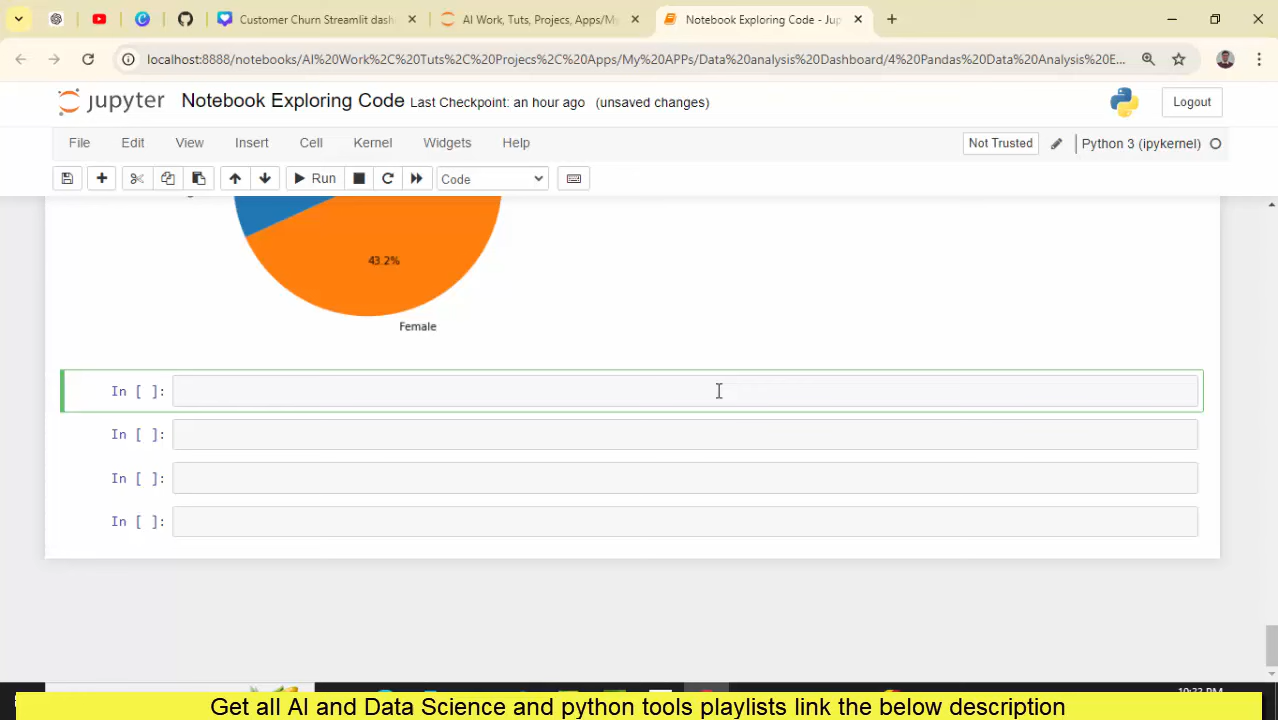 Customer Churn Streamlit dash
AI Work, Tuts, Projecs, Apps/My
Notebook Exploring Code - Jup
localhost:8888/notebooks/AI%20Work%2C%20Tuts%2C%20Projecs%2C%20Apps/My%20APPs/Data%20analysis%20Dashboard/4%20Pandas%20Data%20Analysis%20E...
jupyter Notebook Exploring Code Last Checkpoint: an hour ago (unsaved changes)
Logout
File Edit View Insert Cell Kernel Widgets Help
Not Trusted
Python 3 (ipykernel)
Run
Code
43.2%
Female
In [ ]:
In [ ]:
In [ ]:
In [ ]:
Get all AI and Data Science and python tools playlists link the below description